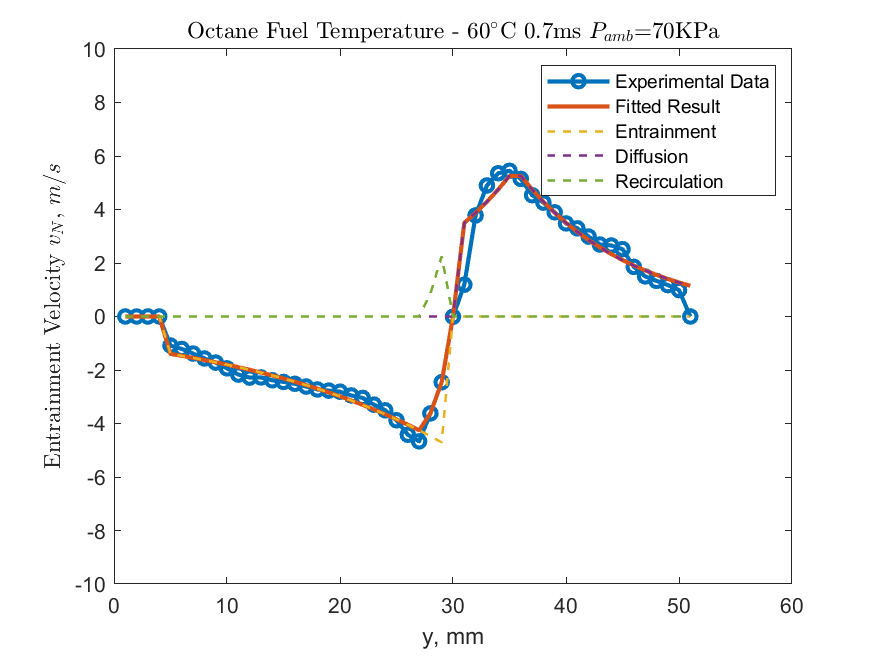 Octane Fuel Temperature - 60°C 0.7ms P_amb=70KPa
10
8
6
4
2
0
-2
-4
-6
-8
-10
Entrainment Velocity v_N, m/s
Experimental Data
Fitted Result
Entrainment
Diffusion
Recirculation
0 10 20 30 40 50 60
y, mm